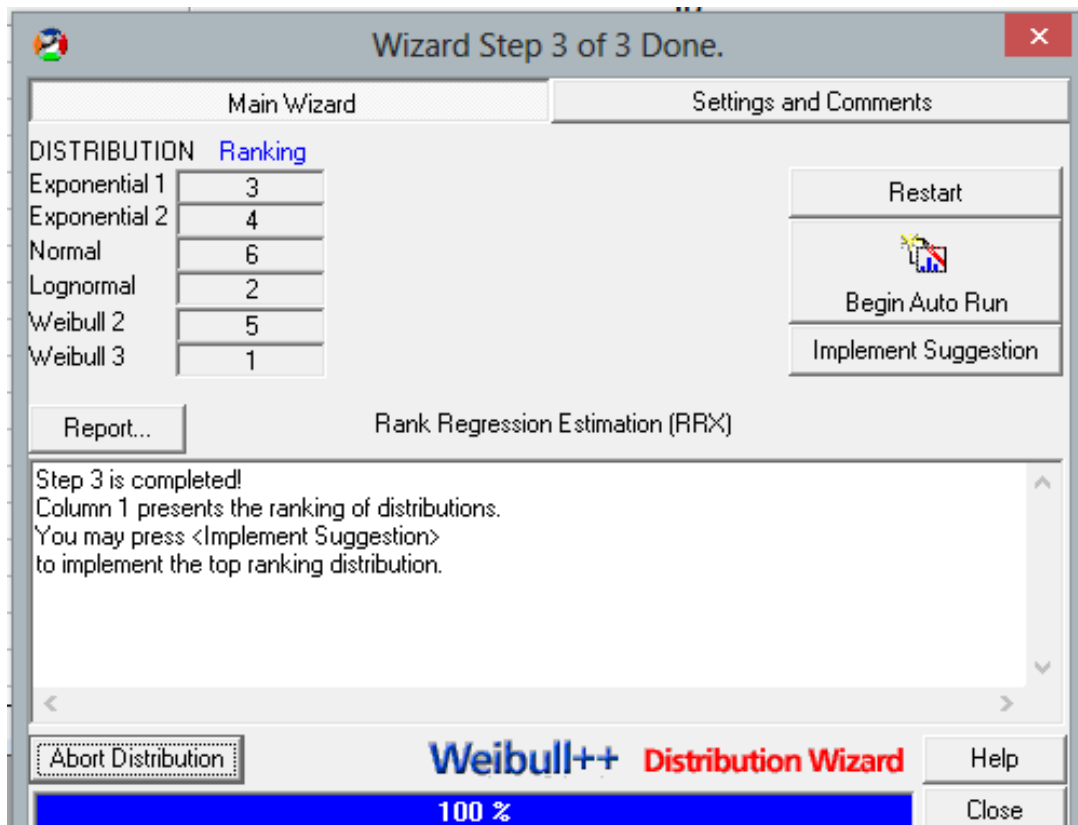 Wizard Step 3 of 3 Done.
Main Wizard
Settings and Comments
DISTRIBUTION Ranking
Exponential 1 3
Exponential 2 4
Normal 6
Lognormal 2
Weibull 2 5
Weibull 3 1
Restart
Begin Auto Run
Implement Suggestion
Report...
Rank Regression Estimation (RRX)
Step 3 is completed!
Column 1 presents the ranking of distributions.
You may press <Implement Suggestion>
to implement the top ranking distribution.
Abort Distribution
Weibull++ Distribution Wizard
Help
100 %
Close